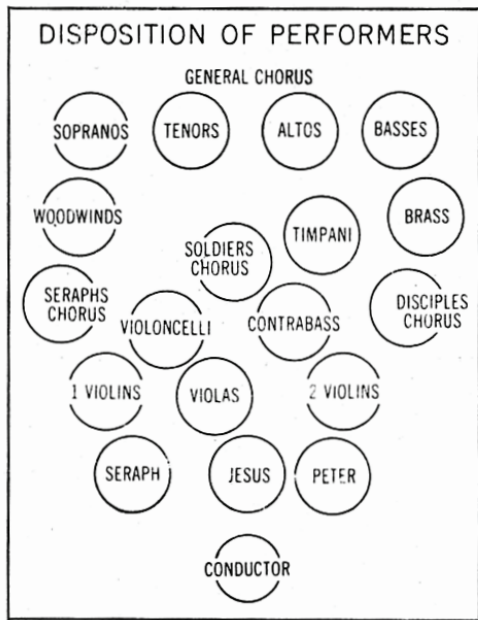 DISPOSITION OF PERFORMERS
GENERAL CHORUS
SOPRANOS
TENORS
ALTOS
BASSES
WOODWINDS
BRASS
TIMPANI
SOLDIERS
CHORUS
SERAPHS
CHORUS
DISCIPLES
CHORUS
VIOLONCELLI
CONTRABASS
1 VIOLINS
VIOLAS
2 VIOLINS
SERAPH
JESUS
PETER
CONDUCTOR